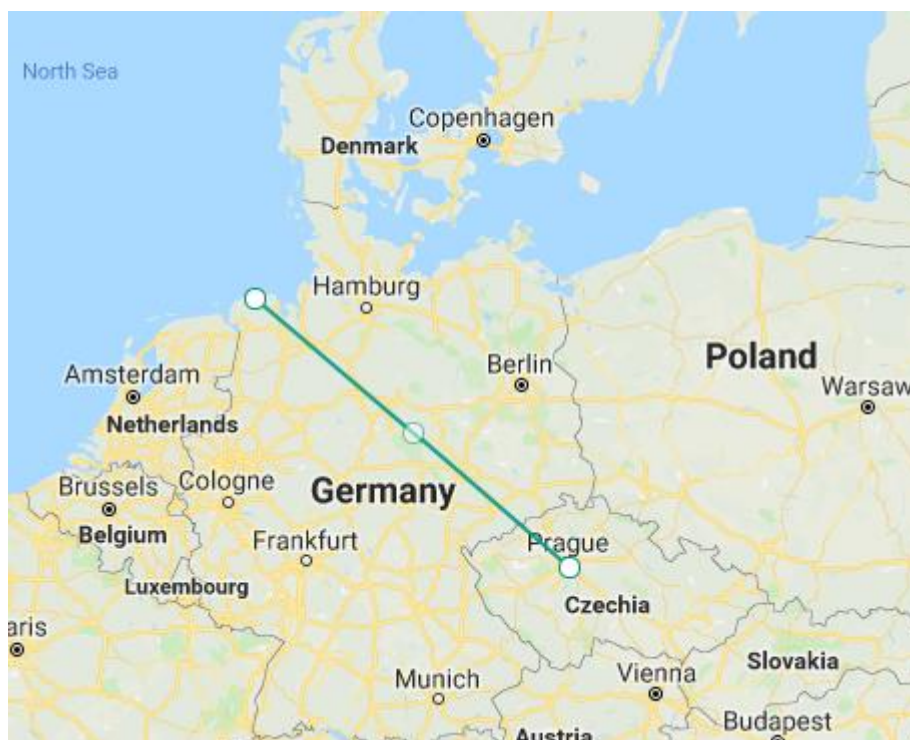 North Sea
Copenhagen
Denmark
Hamburg
Berlin
Poland
Amsterdam
Warsaw
Netherlands
Brussels
Cologne
Germany
Belgium
Frankfurt
Prague
Luxembourg
Czechia
aris
Slovakia
Munich
Vienna
Budapest
Austria